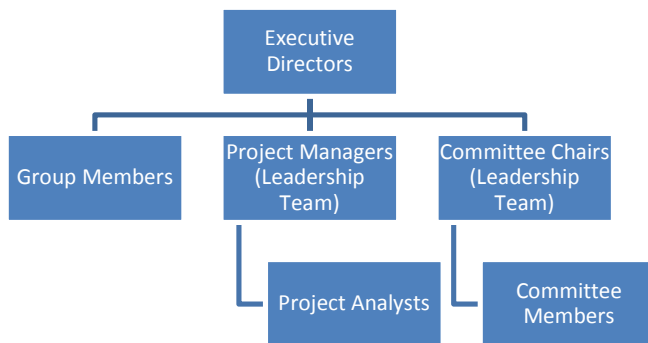 Executive
Directors
Group Members
Project Managers
(Leadership
Team)
Committee Chairs
(Leadership
Team)
Project Analysts
Committee
Members